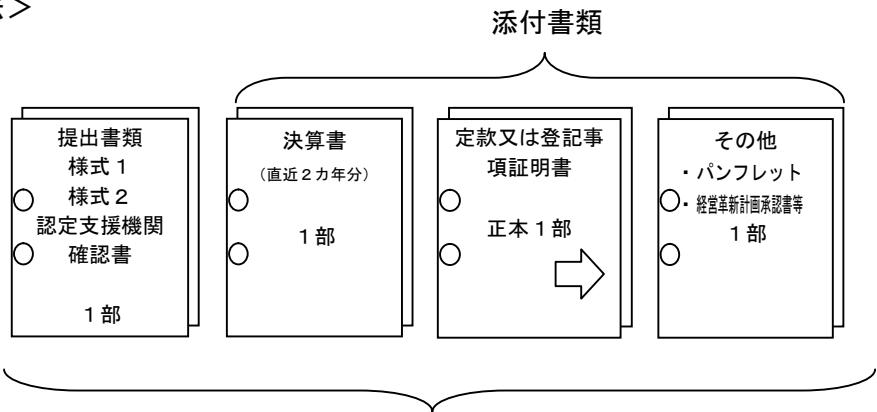 ＞
添付書類
提出書類
様式１
様式２
認定支援機関
確認書
１部
決算書
（直近２カ年分）
１部
定款又は登記事
項証明書
正本１部
その他
・パンフレット
・経営革新計画承認書等
１部